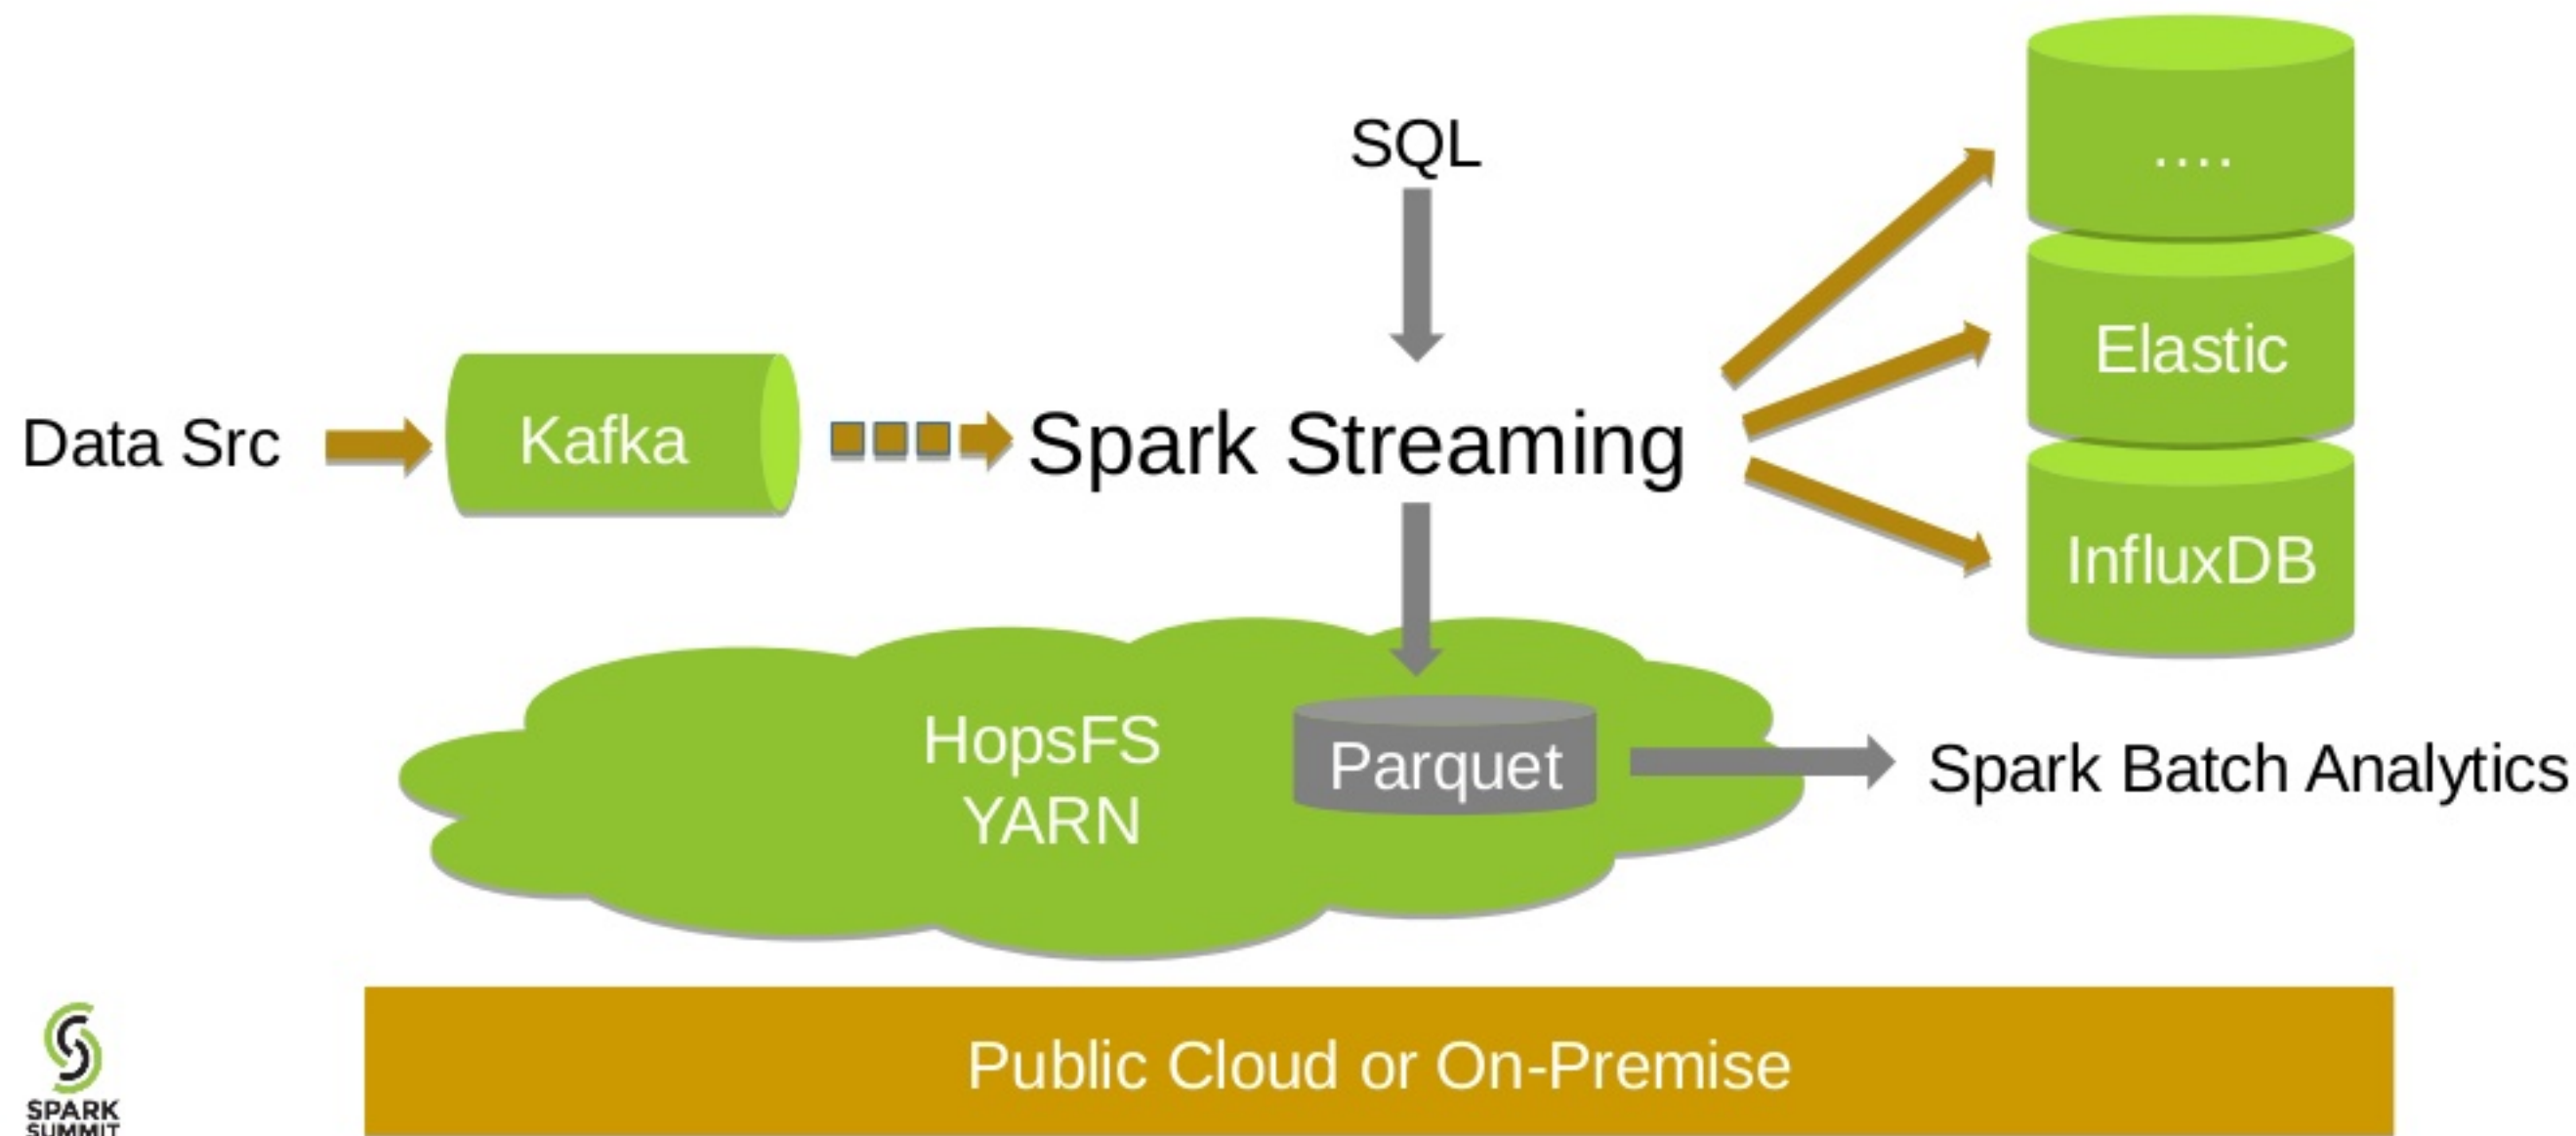 SQL
....
Elastic
Data Src
Kafka
Spark Streaming
InfluxDB
HopsFS
YARN
Parquet
Spark Batch Analytics
Public Cloud or On-Premise
SPARK
SUMMIT